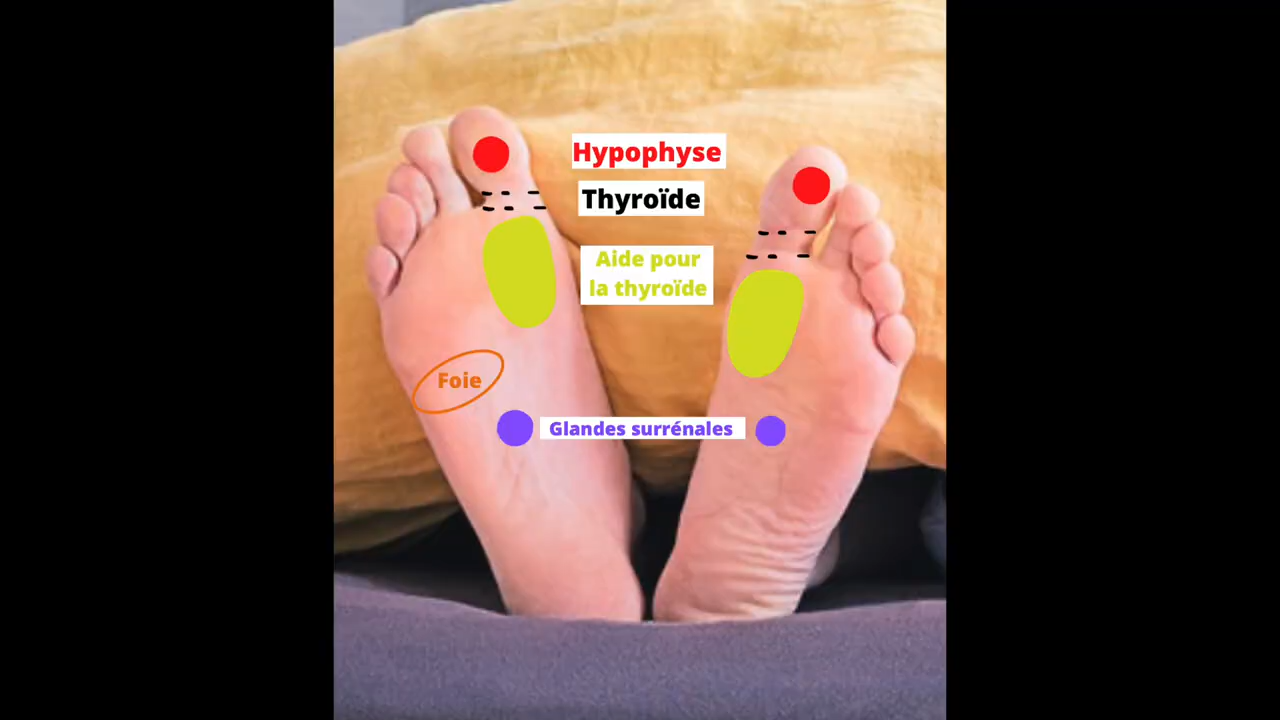 Hypophyse
Thyroïde
Aide pour
la thyroïde
Foie
Glandes surrénales